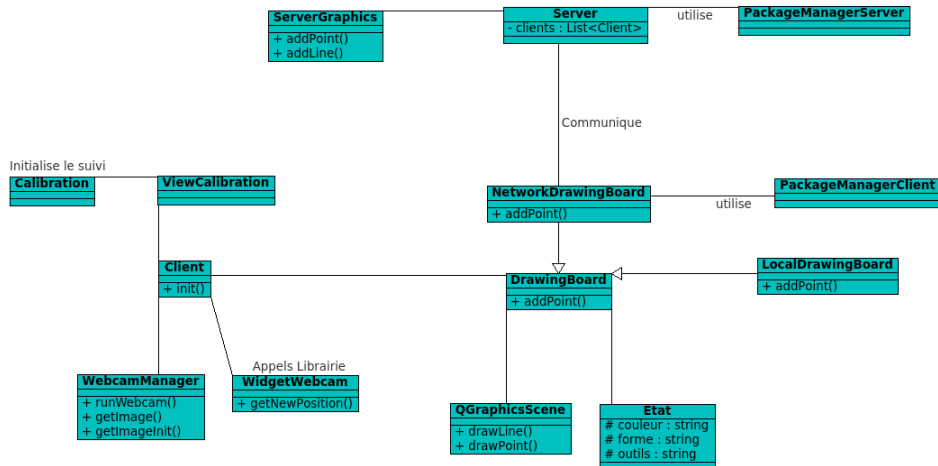 ServerGraphics
+ addPoint()
+ addLine()
Server
- clients : List<Client>
utilise
PackageManagerServer
Communique
Initialise le suivi
Calibration
ViewCalibration
NetworkDrawingBoard
+ addPoint()
utilise
PackageManagerClient
Client
+ init()
DrawingBoard
+ addPoint()
LocalDrawingBoard
+ addPoint()
Appels Librairie
WebcamManager
+ runWebcam()
+ getImage()
+ getImageInit()
WidgetWebcam
+ getNewPosition()
QGraphicsScene
+ drawLine()
+ drawPoint()
Etat
# couleur : string
# forme : string
# outils : string